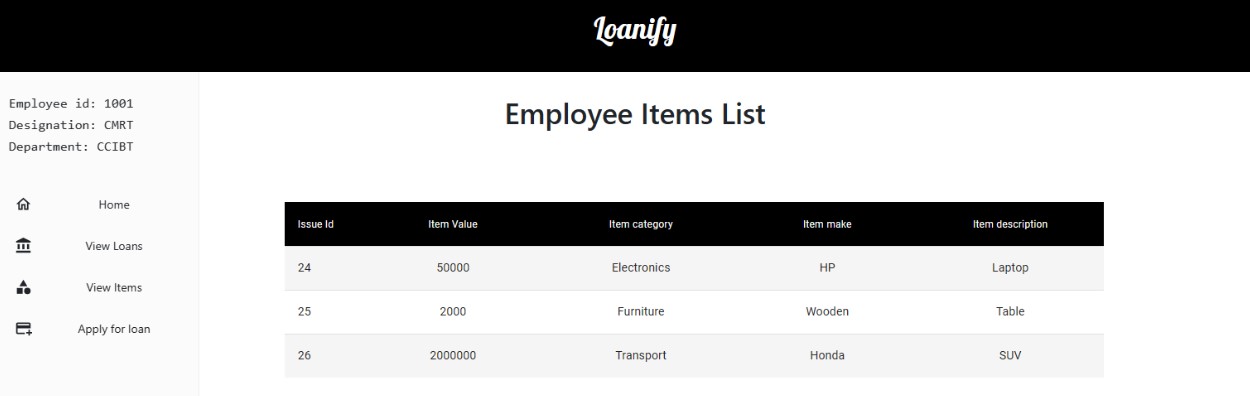 Loanify
Employee id: 1001
Designation: CMRT
Department: CCIBT
Home
View Loans
View Items
Apply for loan
Employee Items List
Issue Id Item Value Item category Item make Item description
24 50000 Electronics HP Laptop
25 2000 Furniture Wooden Table
26 2000000 Transport Honda SUV